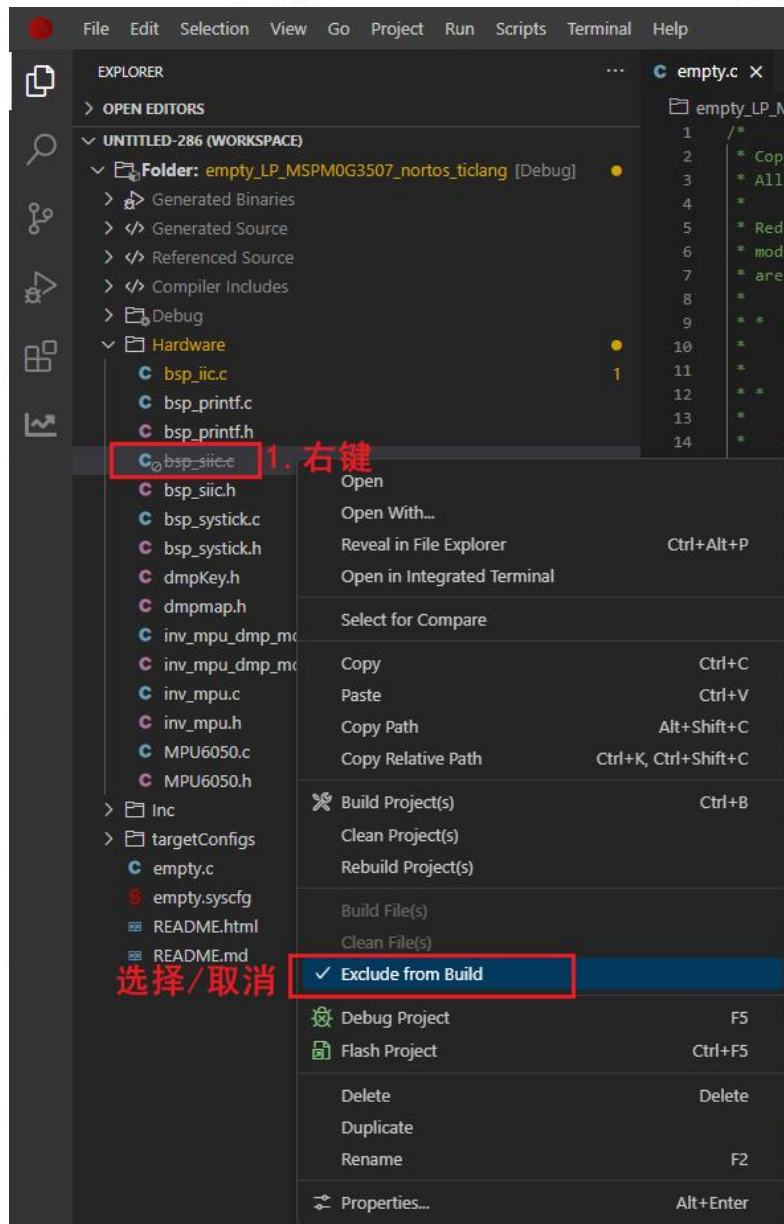 File Edit Selection View Go Project Run Scripts Terminal Help
EXPLORER ...
C empty.c ×
OPEN EDITORS
empty_LP_M
UNTITLED-286 (WORKSPACE)
Folder: empty_LP_MSPM0G3507_nortos_ticlang [Debug]
Generated Binaries
Generated Source
Referenced Source
Compiler Includes
Debug
Hardware
C bsp_iic.c 1
C bsp_printf.c
C bsp_printf.h
C bsp_siic.c
C bsp_siic.h
C bsp_systick.c
C bsp_systick.h
C dmpKey.h
C dmpmap.h
C inv_mpu_dmp_mo
C inv_mpu_dmp_mo
C inv_mpu.c
C inv_mpu.h
C MPU6050.c
C MPU6050.h
Inc
targetConfigs
C empty.c
empty.syscfg
README.html
README.md
1 /*
2 * Cop
3 * All
4 *
5 * Red
6 * mod
7 * are
8 *
9 * *
10 *
11 *
12 * *
13 *
14 *
1. 右键
Open
Open With...
Reveal in File Explorer Ctrl+Alt+P
Open in Integrated Terminal
Select for Compare
Copy Ctrl+C
Paste Ctrl+V
Copy Path Alt+Shift+C
Copy Relative Path Ctrl+K, Ctrl+Shift+C
Build Project(s) Ctrl+B
Clean Project(s)
Rebuild Project(s)
Build File(s)
Clean File(s)
选择/取消
✓ Exclude from Build
Debug Project F5
Flash Project Ctrl+F5
Delete Delete
Duplicate
Rename F2
Properties... Alt+Enter